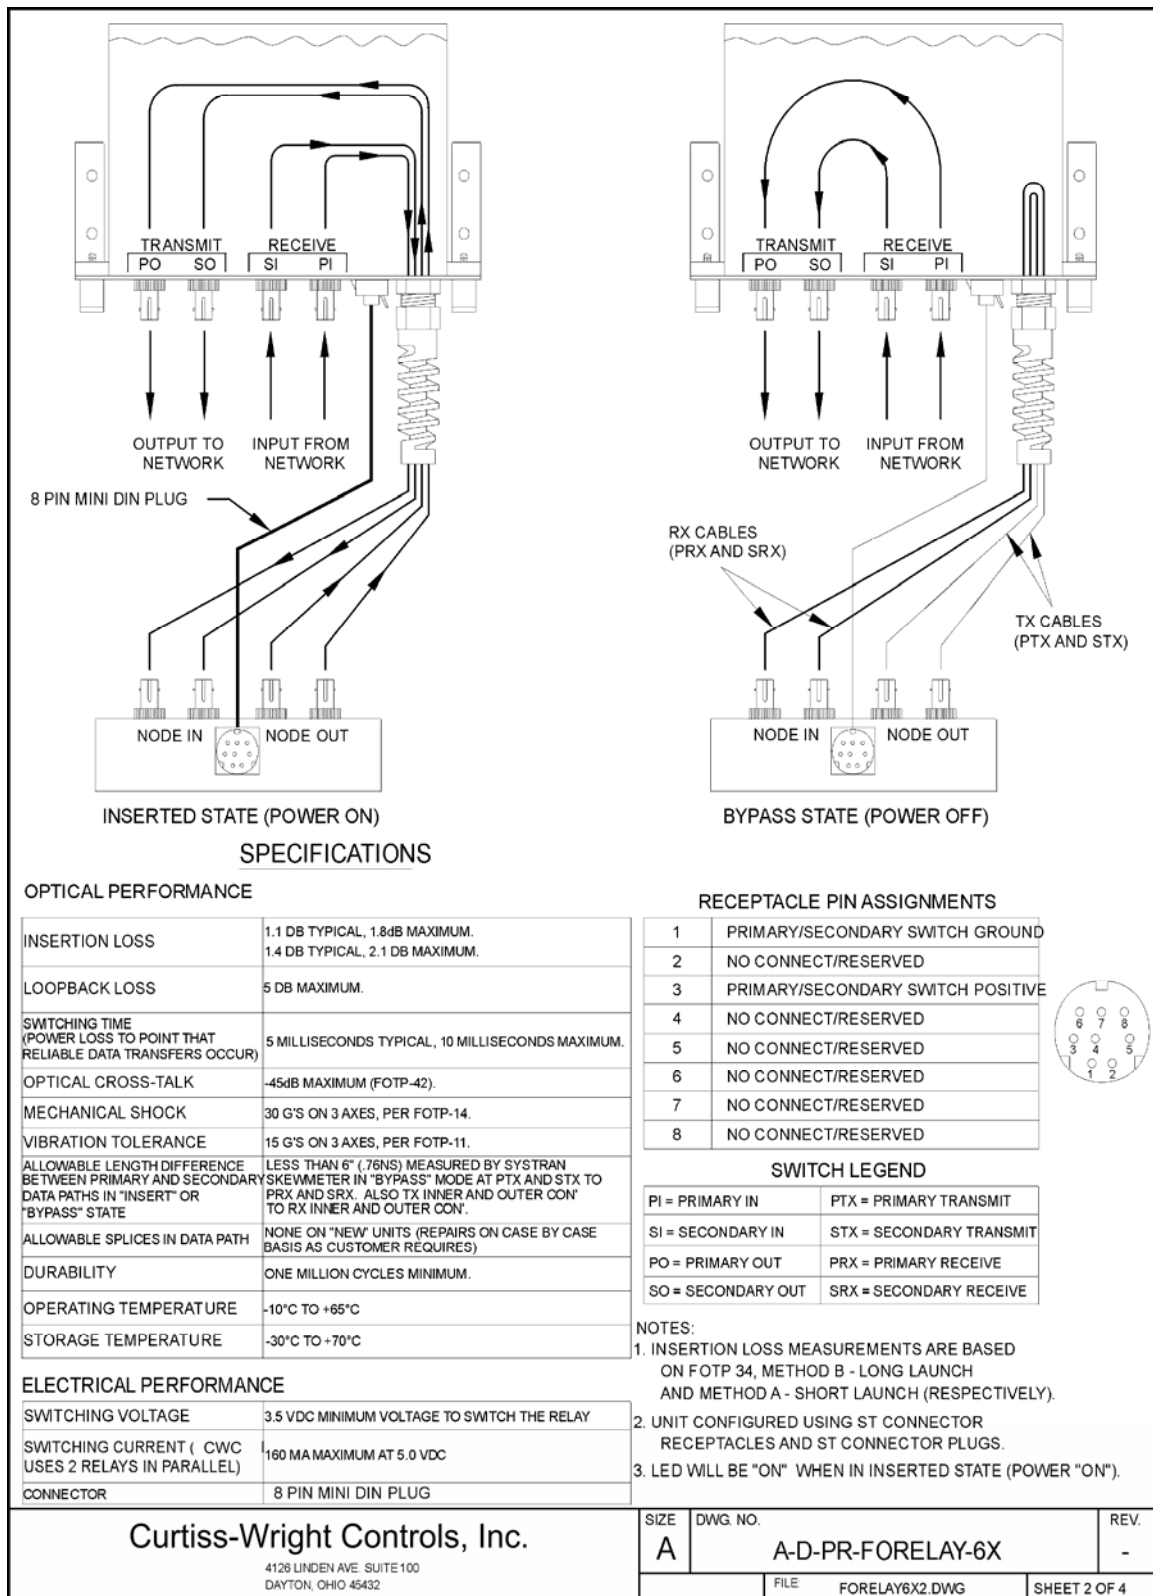 TRANSMIT RECEIVE
PO SO SI PI
OUTPUT TO NETWORK
INPUT FROM NETWORK
8 PIN MINI DIN PLUG
NODE IN NODE OUT
INSERTED STATE (POWER ON)
TRANSMIT RECEIVE
PO SO SI PI
OUTPUT TO NETWORK
INPUT FROM NETWORK
RX CABLES
(PRX AND SRX)
TX CABLES
(PTX AND STX)
NODE IN NODE OUT
BYPASS STATE (POWER OFF)
SPECIFICATIONS
OPTICAL PERFORMANCE
INSERTION LOSS 1.1 DB TYPICAL, 1.8dB MAXIMUM.
1.4 DB TYPICAL, 2.1 DB MAXIMUM.
LOOPBACK LOSS 5 DB MAXIMUM.
SWITCHING TIME
(POWER LOSS TO POINT THAT
RELIABLE DATA TRANSFERS OCCUR) 5 MILLISECONDS TYPICAL, 10 MILLISECONDS MAXIMUM.
OPTICAL CROSS-TALK -45dB MAXIMUM (FOTP-42).
MECHANICAL SHOCK 30 G'S ON 3 AXES, PER FOTP-14.
VIBRATION TOLERANCE 15 G'S ON 3 AXES, PER FOTP-11.
ALLOWABLE LENGTH DIFFERENCE LESS THAN 6" (.76NS) MEASURED BY SYSTRAN
BETWEEN PRIMARY AND SECONDARY SKEWMETER IN "BYPASS" MODE AT PTX AND STX TO
DATA PATHS IN "INSERT" OR PRX AND SRX. ALSO TX INNER AND OUTER CON'
"BYPASS" STATE TO RX INNER AND OUTER CON'.
ALLOWABLE SPLICES IN DATA PATH NONE ON "NEW" UNITS (REPAIRS ON CASE BY CASE
BASIS AS CUSTOMER REQUIRES)
DURABILITY ONE MILLION CYCLES MINIMUM.
OPERATING TEMPERATURE -10°C TO +65°C
STORAGE TEMPERATURE -30°C TO +70°C
ELECTRICAL PERFORMANCE
SWITCHING VOLTAGE 3.5 VDC MINIMUM VOLTAGE TO SWITCH THE RELAY
SWITCHING CURRENT ( CWC
USES 2 RELAYS IN PARALLEL) 160 MA MAXIMUM AT 5.0 VDC
CONNECTOR 8 PIN MINI DIN PLUG
RECEPTACLE PIN ASSIGNMENTS
1 PRIMARY/SECONDARY SWITCH GROUND
2 NO CONNECT/RESERVED
3 PRIMARY/SECONDARY SWITCH POSITIVE
4 NO CONNECT/RESERVED
5 NO CONNECT/RESERVED
6 NO CONNECT/RESERVED
7 NO CONNECT/RESERVED
8 NO CONNECT/RESERVED
6 7 8
3 4 5
1 2
SWITCH LEGEND
PI = PRIMARY IN PTX = PRIMARY TRANSMIT
SI = SECONDARY IN STX = SECONDARY TRANSMIT
PO = PRIMARY OUT PRX = PRIMARY RECEIVE
SO = SECONDARY OUT SRX = SECONDARY RECEIVE
NOTES:
1. INSERTION LOSS MEASUREMENTS ARE BASED
ON FOTP 34, METHOD B - LONG LAUNCH
AND METHOD A - SHORT LAUNCH (RESPECTIVELY).
2. UNIT CONFIGURED USING ST CONNECTOR
RECEPTACLES AND ST CONNECTOR PLUGS.
3. LED WILL BE "ON" WHEN IN INSERTED STATE (POWER "ON").
Curtiss-Wright Controls, Inc.
4126 LINDEN AVE. SUITE 100
DAYTON, OHIO 45432
SIZE DWG. NO. REV.
A A-D-PR-FORELAY-6X -
FILE: FORELAY6X2.DWG SHEET 2 OF 4